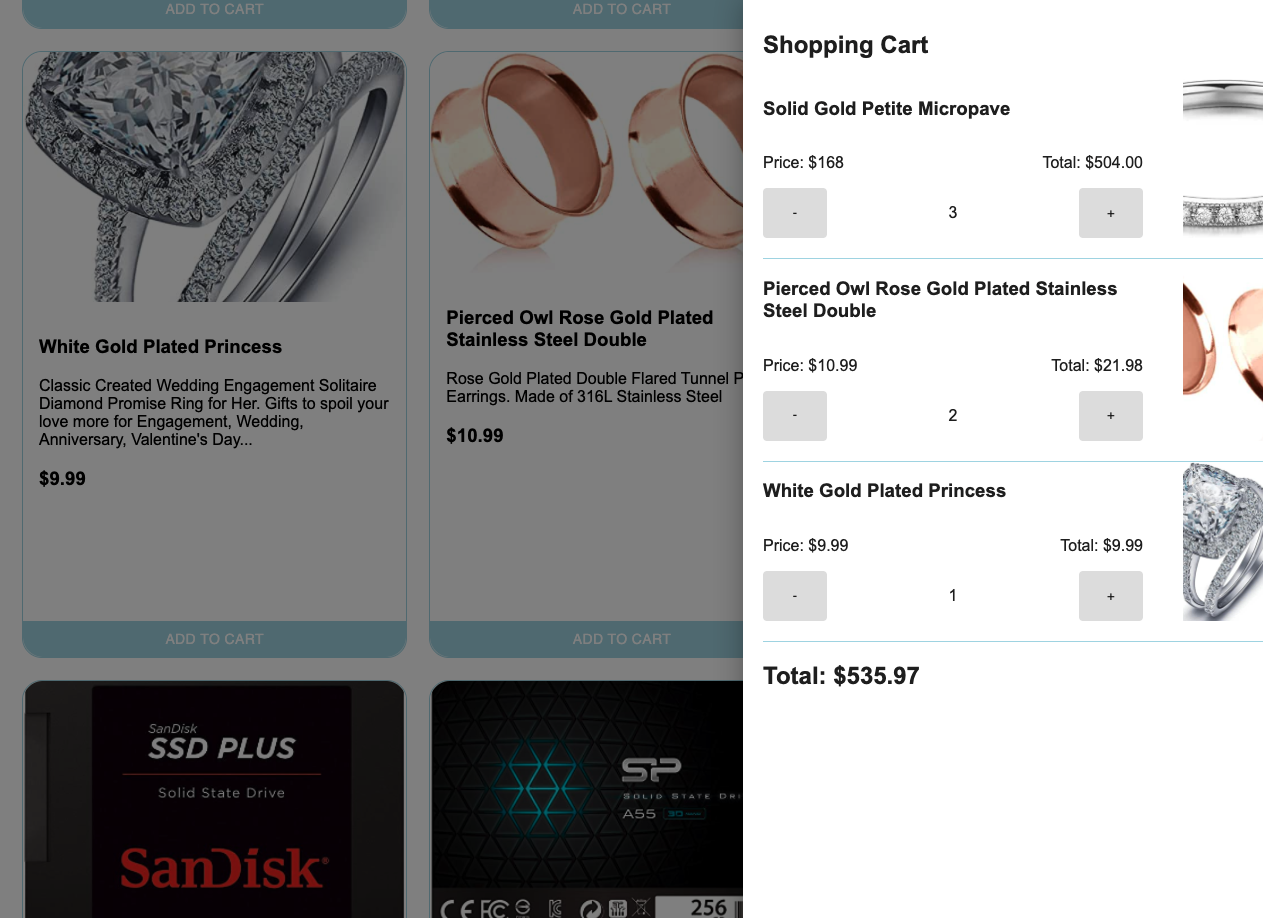 ADD TO CART
ADD TO CART
White Gold Plated Princess
Classic Created Wedding Engagement Solitaire
Diamond Promise Ring for Her. Gifts to spoil your
love more for Engagement, Wedding,
Anniversary, Valentine's Day...
$9.99
ADD TO CART
Pierced Owl Rose Gold Plated
Stainless Steel Double
Rose Gold Plated Double Flared Tunnel P
Earrings. Made of 316L Stainless Steel
$10.99
ADD TO CART
SanDisk
SSD PLUS
Solid State Drive
SanDisk®
SP
SOLID STATE DRI
A55 3D
CE FC
256
Shopping Cart
Solid Gold Petite Micropave
Price: $168 Total: $504.00
- 3 +
Pierced Owl Rose Gold Plated Stainless
Steel Double
Price: $10.99 Total: $21.98
- 2 +
White Gold Plated Princess
Price: $9.99 Total: $9.99
- 1 +
Total: $535.97